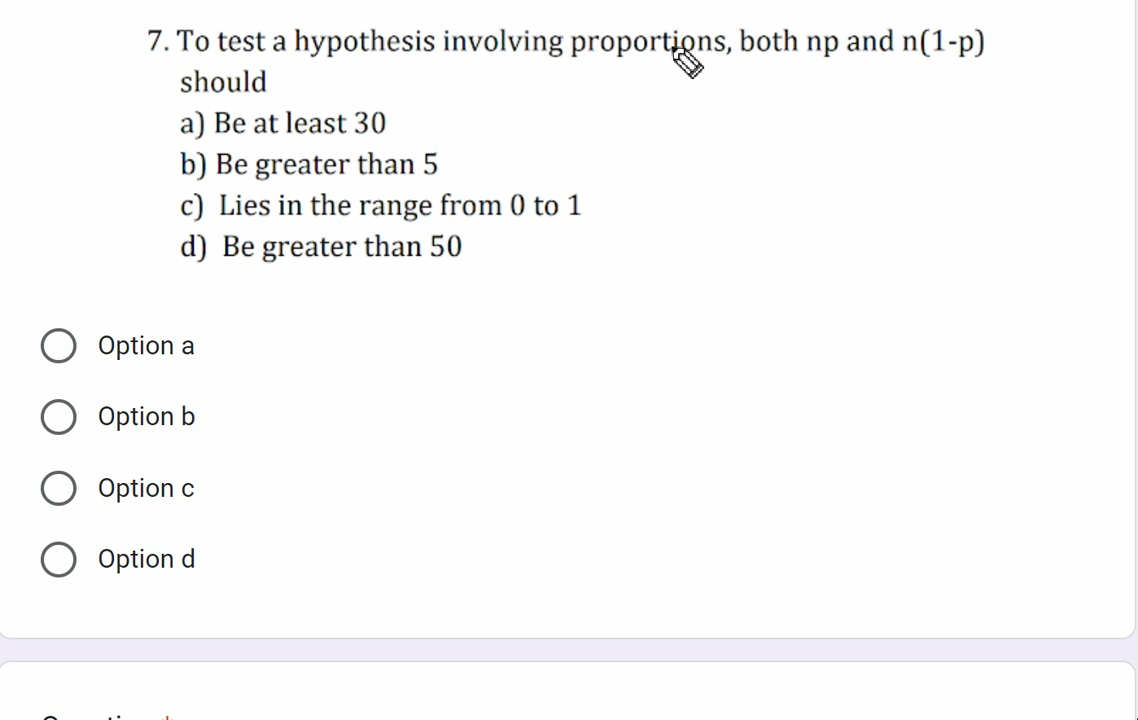 7. To test a hypothesis involving proportions, both np and n(1-p)
should
a) Be at least 30
b) Be greater than 5
c) Lies in the range from 0 to 1
d) Be greater than 50
Option a
Option b
Option c
Option d